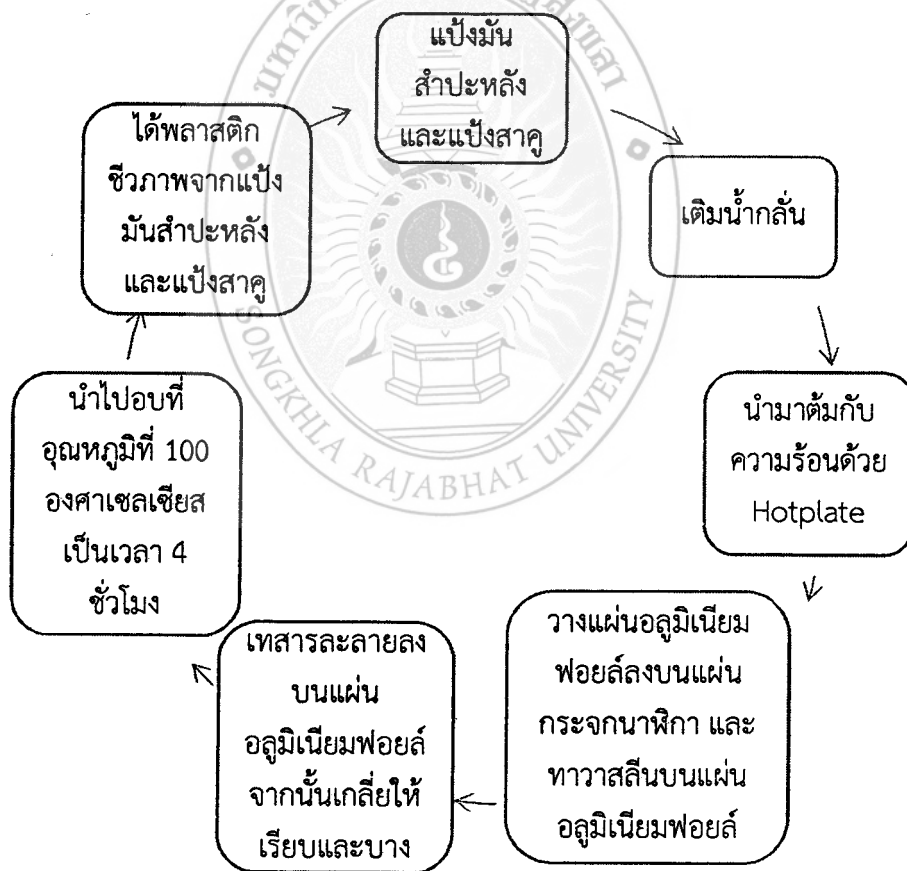 แป้งมัน
สำปะหลัง
และแป้งสาคู
เติมน้ำกลั่น
นำมาต้มกับ
ความร้อนด้วย
Hotplate
วางแผ่นอลูมิเนียม
ฟอยล์ลงบนแผ่น
กระจกนาฬิกา และ
ทาวาสลีนบนแผ่น
อลูมิเนียมฟอยล์
เทสารละลายลง
บนแผ่น
อลูมิเนียมฟอยล์
จากนั้นเกลี่ยให้
เรียบและบาง
นำไปอบที่
อุณหภูมิที่ 100
องศาเซลเซียส
เป็นเวลา 4
ชั่วโมง
ได้พลาสติก
ชีวภาพจากแป้ง
มันสำปะหลัง
และแป้งสาคู
SONGKHLA RAJABHAT UNIVERSITY